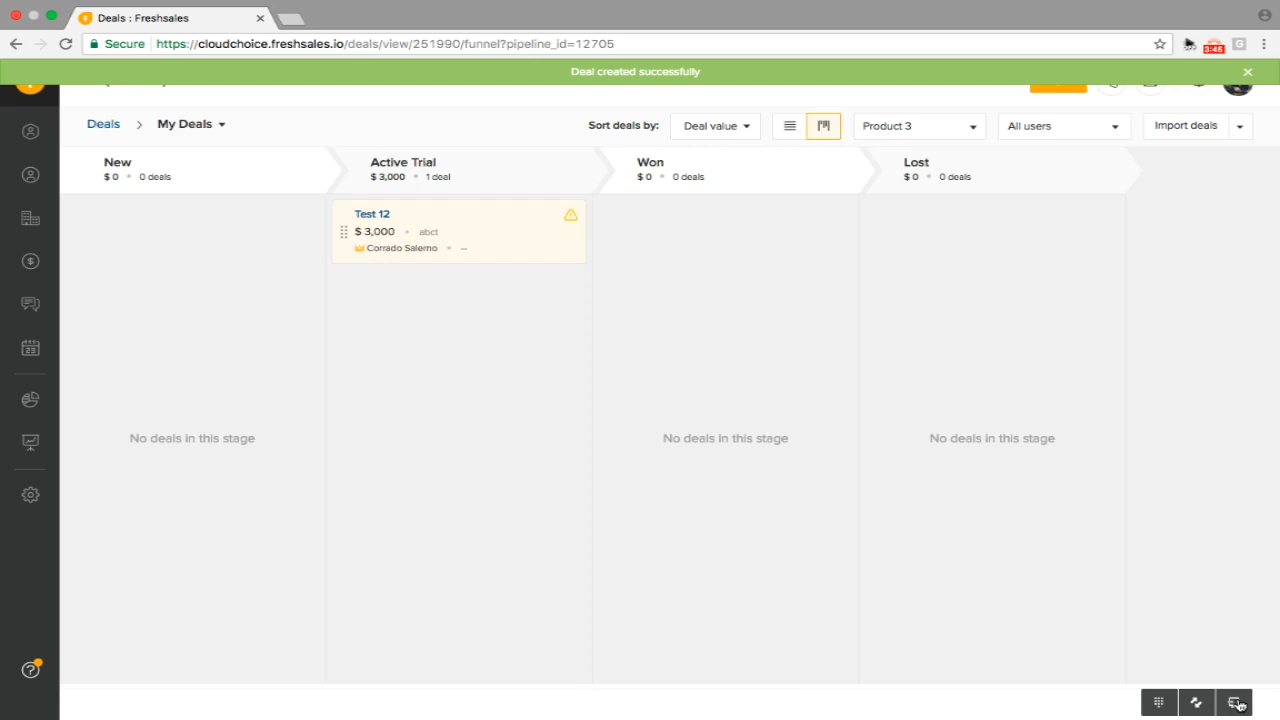 Deals : Freshsales
Secure https://cloudchoice.freshsales.io/deals/view/251990/funnel?pipeline_id=12705
3:45
G
Deal created successfully
Deals > My Deals
Sort deals by: Deal value
Product 3
All users
Import deals
New
$ 0 • 0 deals
Active Trial
$ 3,000 • 1 deal
Won
$ 0 • 0 deals
Lost
$ 0 • 0 deals
Test 12
$ 3,000 • abct
Corrado Salemo • --
23
No deals in this stage
No deals in this stage
No deals in this stage